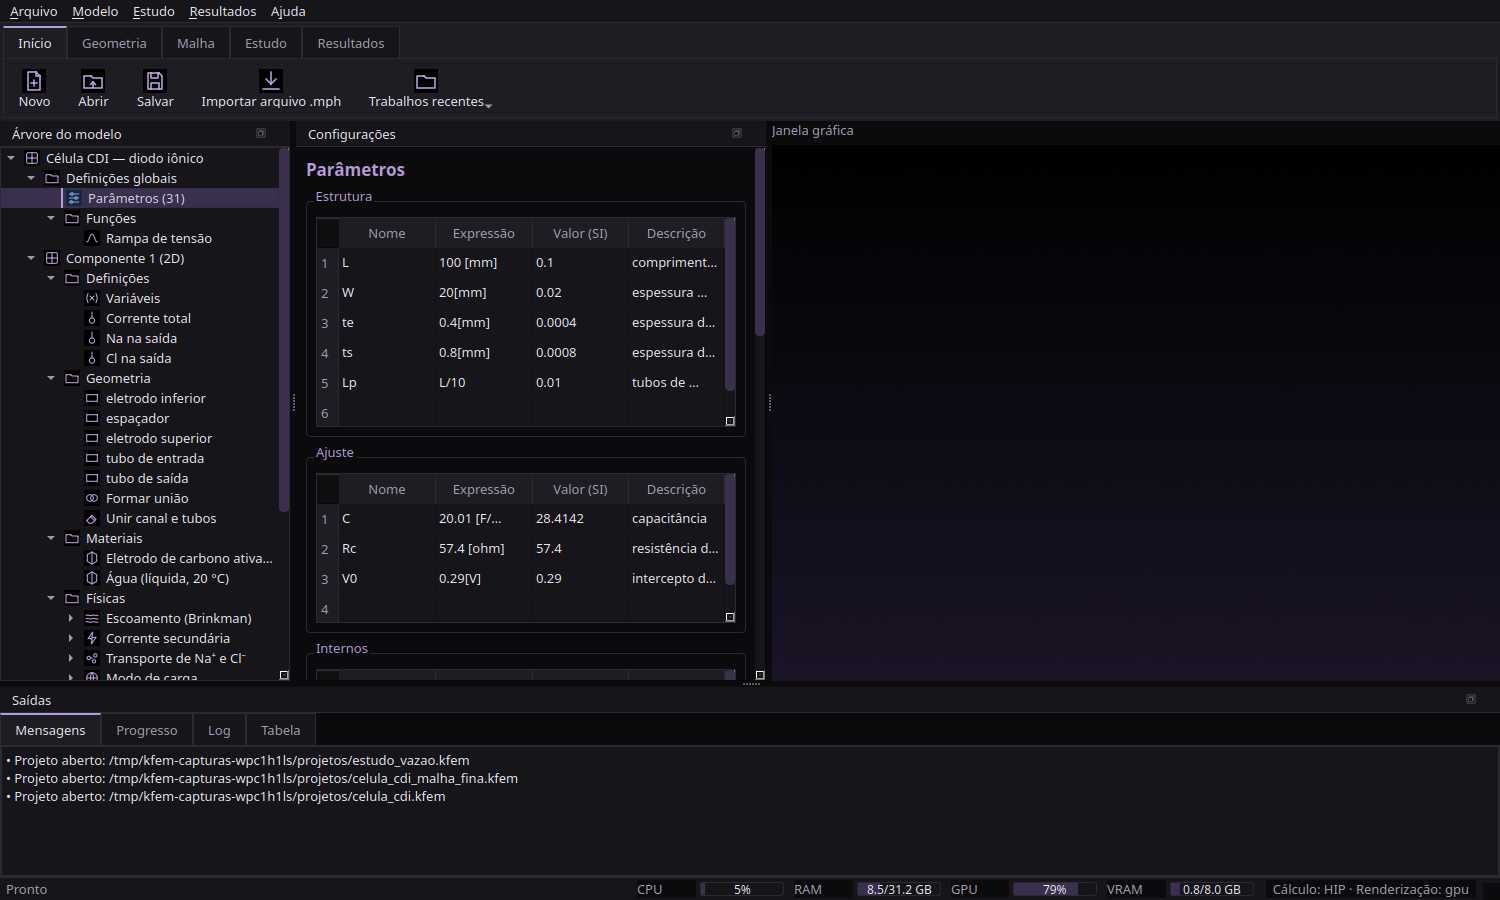 Arquivo Modelo Estudo Resultados Ajuda
Início Geometria Malha Estudo Resultados
Novo Abrir Salvar Importar arquivo .mph Trabalhos recentes
Árvore do modelo
Célula CDI — diodo iônico
Definições globais
Parâmetros (31)
Funções
Rampa de tensão
Componente 1 (2D)
Definições
Variáveis
Corrente total
Na na saída
Cl na saída
Geometria
eletrodo inferior
espaçador
eletrodo superior
tubo de entrada
tubo de saída
Formar união
Unir canal e tubos
Materiais
Eletrodo de carbono ativa...
Água (líquida, 20 °C)
Físicas
Escoamento (Brinkman)
Corrente secundária
Transporte de Na⁺ e Cl⁻
Modo de carga
Configurações
Parâmetros
Estrutura
Nome Expressão Valor (SI) Descrição
1 L 100 [mm] 0.1 compriment...
2 W 20[mm] 0.02 espessura ...
3 te 0.4[mm] 0.0004 espessura d...
4 ts 0.8[mm] 0.0008 espessura d...
5 Lp L/10 0.01 tubos de ...
6
Ajuste
Nome Expressão Valor (SI) Descrição
1 C 20.01 [F/... 28.4142 capacitância
2 Rc 57.4 [ohm] 57.4 resistência d...
3 V0 0.29[V] 0.29 intercepto d...
4
Internos
Janela gráfica
Saídas
Mensagens Progresso Log Tabela
• Projeto aberto: /tmp/kfem-capturas-wpc1h1ls/projetos/estudo_vazao.kfem
• Projeto aberto: /tmp/kfem-capturas-wpc1h1ls/projetos/celula_cdi_malha_fina.kfem
• Projeto aberto: /tmp/kfem-capturas-wpc1h1ls/projetos/celula_cdi.kfem
Pronto CPU 5% RAM 8.5/31.2 GB GPU 79% VRAM 0.8/8.0 GB Cálculo: HIP · Renderização: gpu